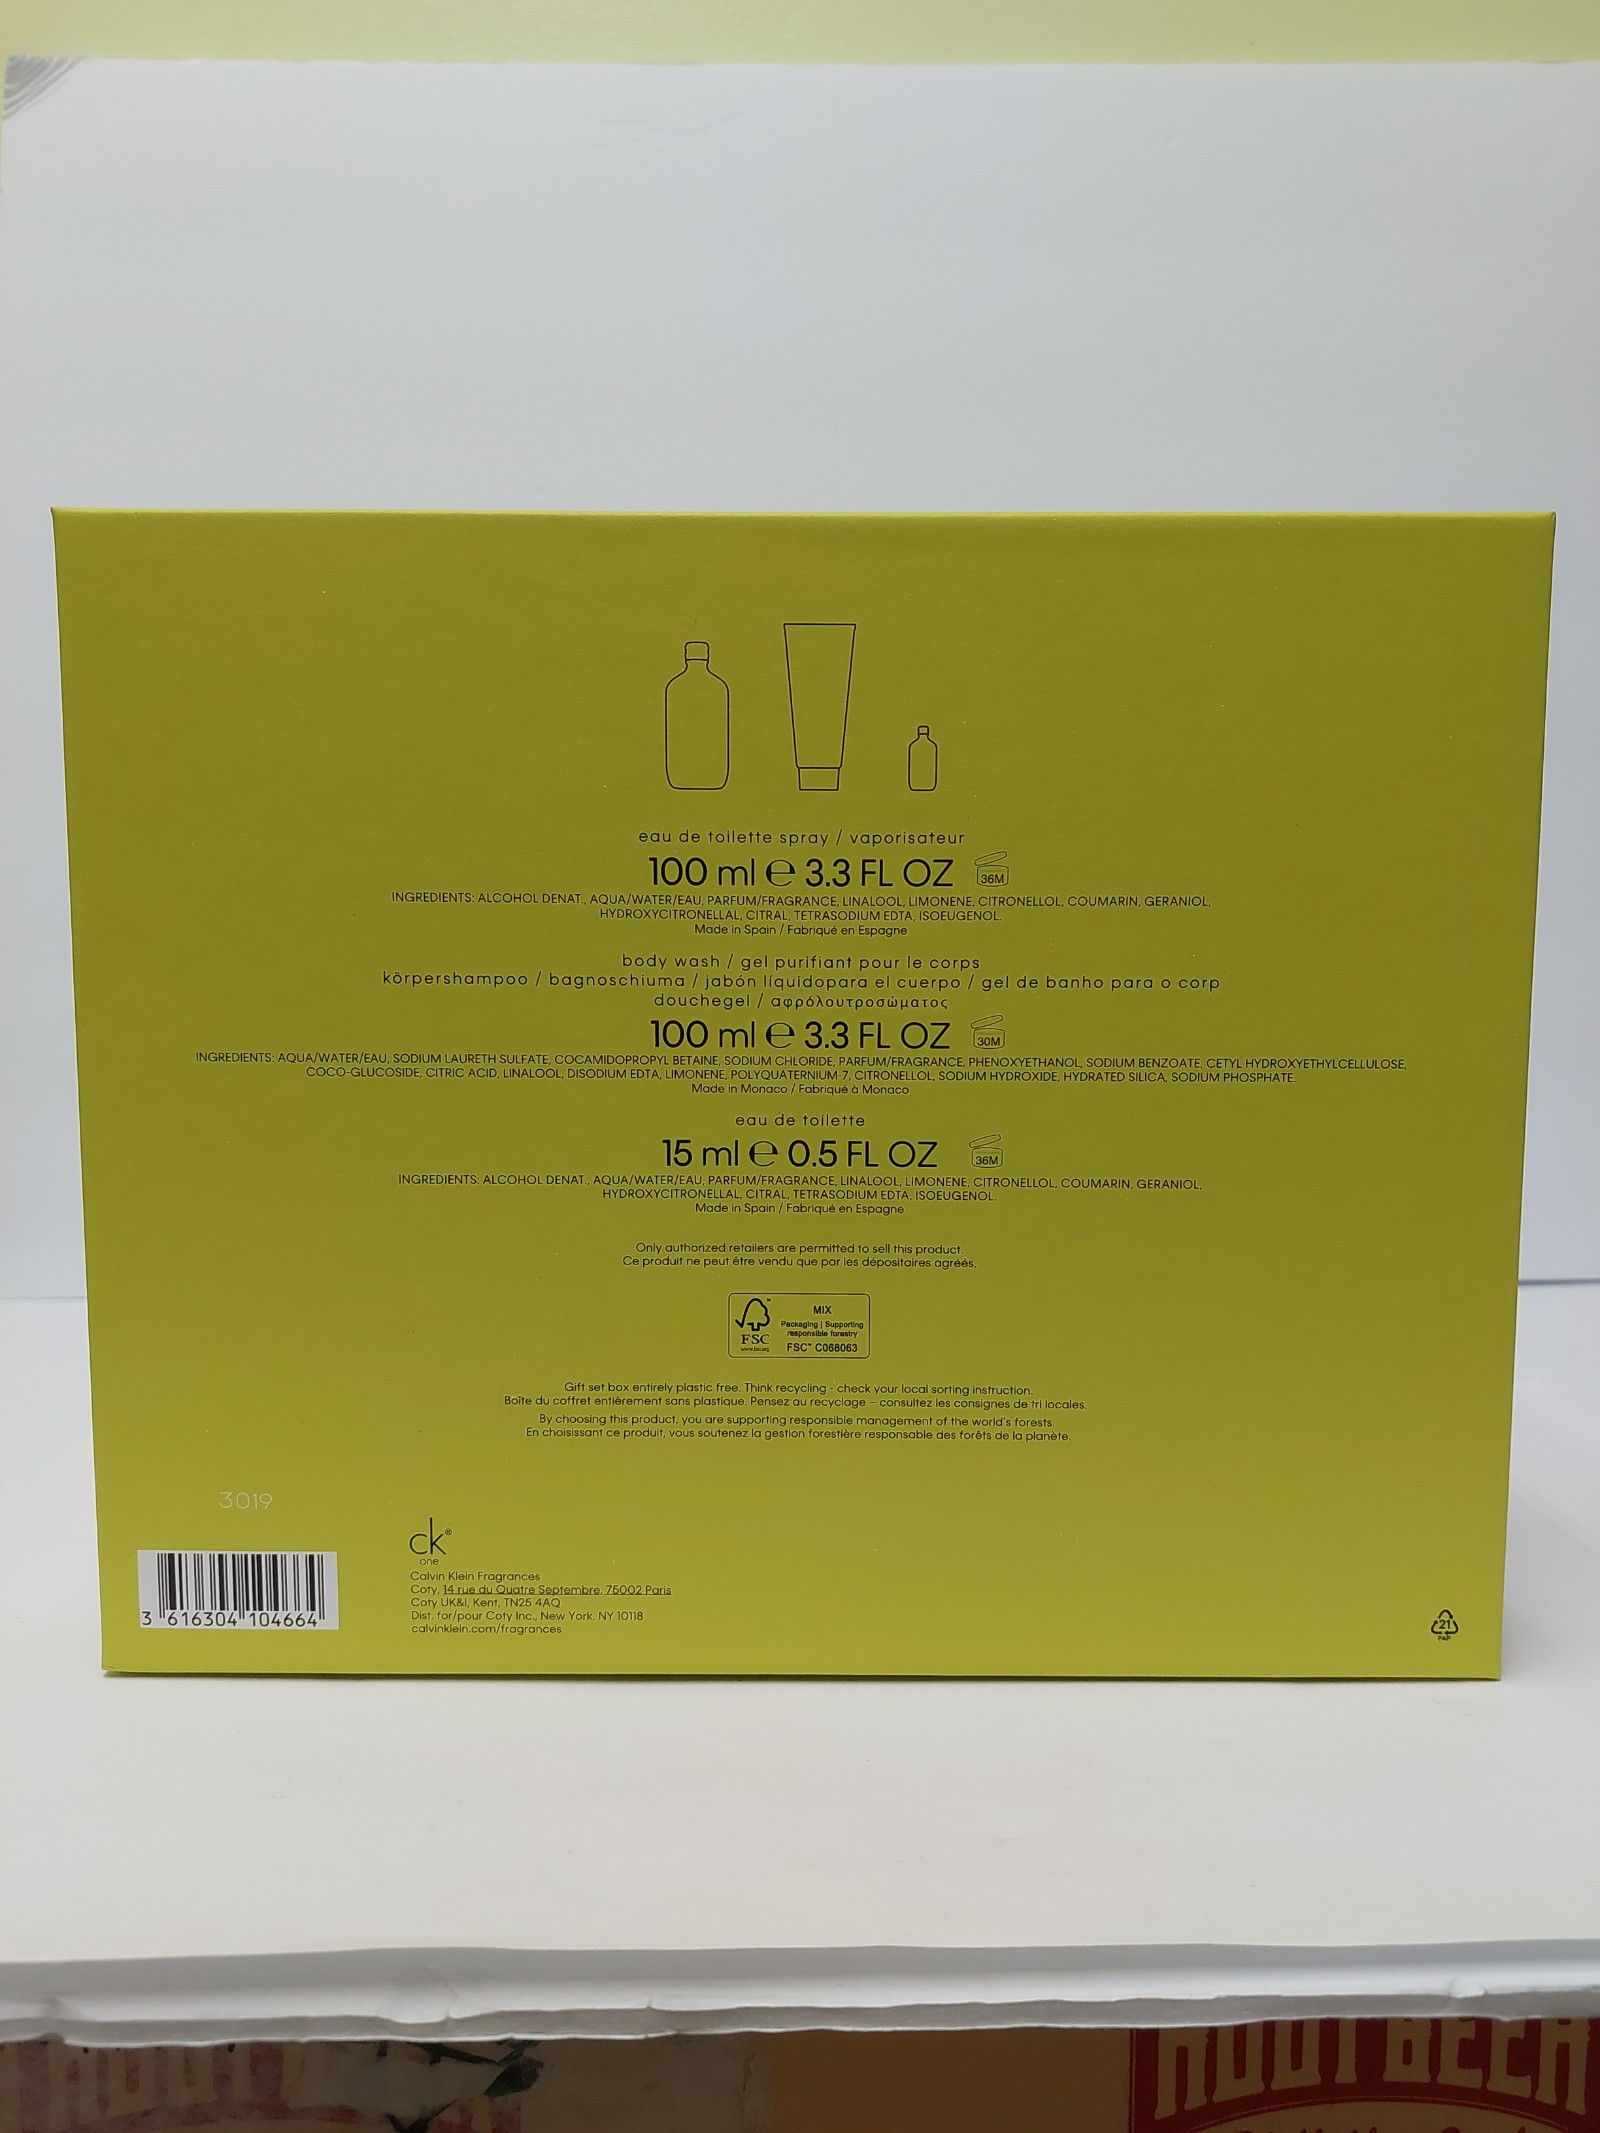 eau de toilette spray / vaporisateur
100 ml e 3.3 FL OZ 36M
INGREDIENTS: ALCOHOL DENAT., AQUA/WATER/EAU, PARFUM/FRAGRANCE, LINALOOL, LIMONENE, CITRONELLOL, COUMARIN, GERANIOL,
HYDROXYCITRONELLAL, CITRAL, TETRASODIUM EDTA, ISOEUGENOL.
Made in Spain / Fabriqué en Espagne
body wash / gel purifiant pour le corps
körpershampoo / bagnoschiuma / jabón líquidopara el cuerpo / gel de banho para o corp
douchegel / αφρόλουτροσώματος
100 ml e 3.3 FL OZ 30M
INGREDIENTS: AQUA/WATER/EAU, SODIUM LAURETH SULFATE, COCAMIDOPROPYL BETAINE, SODIUM CHLORIDE, PARFUM/FRAGRANCE, PHENOXYETHANOL, SODIUM BENZOATE, CETYL HYDROXYETHYLCELLULOSE,
COCO-GLUCOSIDE, CITRIC ACID, LINALOOL, DISODIUM EDTA, LIMONENE, POLYQUATERNIUM-7, CITRONELLOL, SODIUM HYDROXIDE, HYDRATED SILICA, SODIUM PHOSPHATE.
Made in Monaco / Fabriqué à Monaco
eau de toilette
15 ml e 0.5 FL OZ 36M
INGREDIENTS: ALCOHOL DENAT., AQUA/WATER/EAU, PARFUM/FRAGRANCE, LINALOOL, LIMONENE, CITRONELLOL, COUMARIN, GERANIOL,
HYDROXYCITRONELLAL, CITRAL, TETRASODIUM EDTA, ISOEUGENOL.
Made in Spain / Fabriqué en Espagne
Only authorized retailers are permitted to sell this product.
Ce produit ne peut être vendu que par les dépositaires agréés.
MIX
Packaging | Supporting
responsible forestry
FSC™ C068063
FSC
www.fsc.org
Gift set box entirely plastic free. Think recycling - check your local sorting instruction.
Boîte du coffret entièrement sans plastique. Pensez au recyclage – consultez les consignes de tri locales.
By choosing this product, you are supporting responsible management of the world's forests.
En choisissant ce produit, vous soutenez la gestion forestière responsable des forêts de la planète.
3019
ck®
one
Calvin Klein Fragrances
Coty, 14 rue du Quatre Septembre, 75002 Paris
Coty UK&I, Kent, TN25 4AQ
Dist. for/pour Coty Inc., New York, NY 10118
calvinklein.com/fragrances
3 616304 104664
21
PAP
ROOT BEER